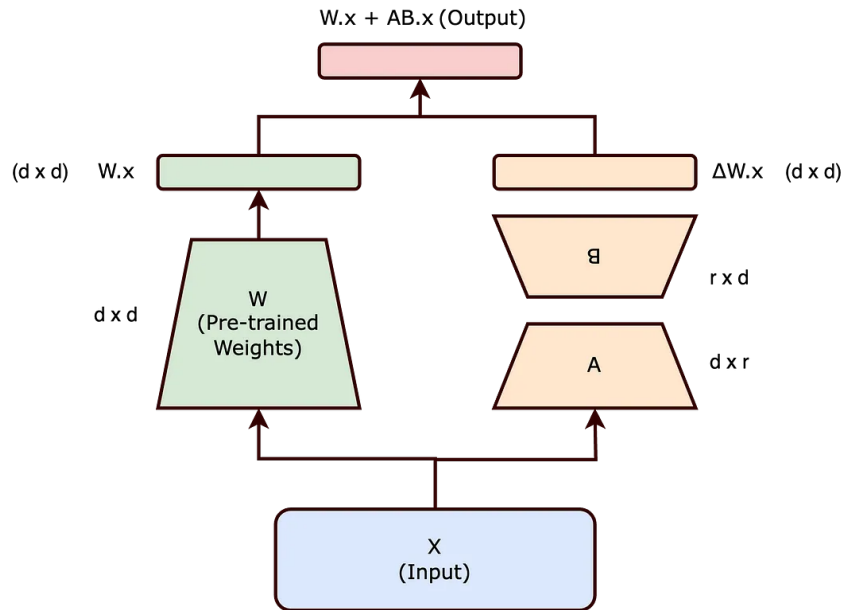 W.x + AB.x (Output)
(d x d) W.x
ΔW.x (d x d)
B
r x d
d x d
W
(Pre-trained
Weights)
A
d x r
X
(Input)